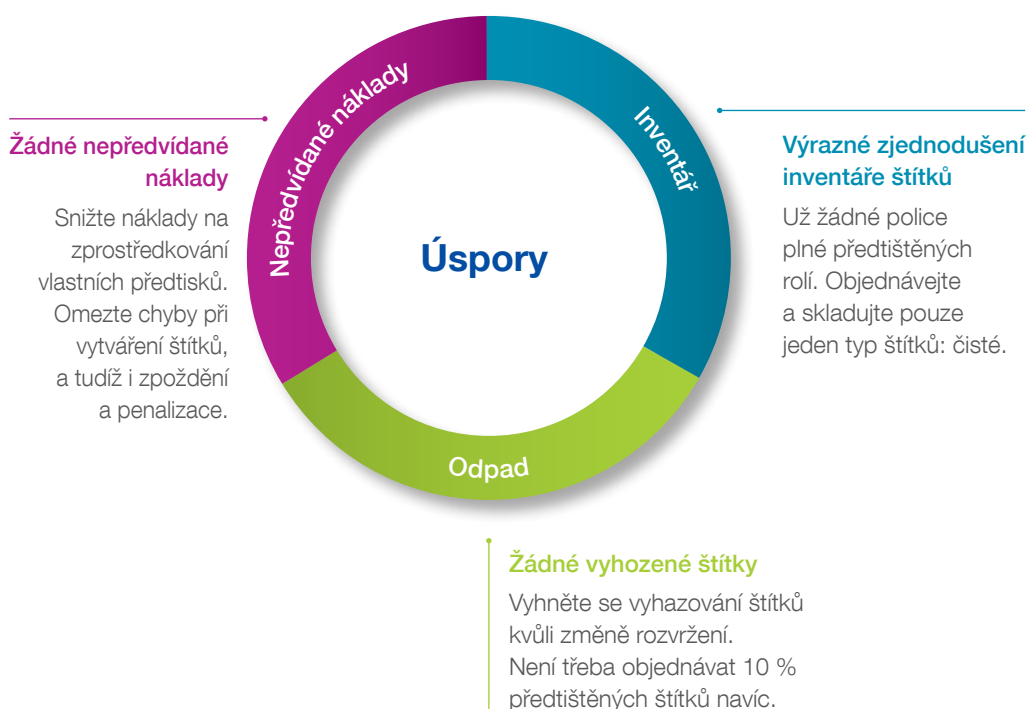 Nepředvídané náklady
Inventář
Odpad
Úspory
Žádné nepředvídané
náklady
Snižte náklady na
zprostředkování
vlastních předtisků.
Omezte chyby při
vytváření štítků,
a tudíž i zpoždění
a penalizace.
Výrazné zjednodušení
inventáře štítků
Už žádné police
plné předtištěných
rolí. Objednávejte
a skladujte pouze
jeden typ štítků: čisté.
Žádné vyhozené štítky
Vyhněte se vyhazování štítků
kvůli změně rozvržení.
Není třeba objednávat 10 %
předtištěných štítků navíc.